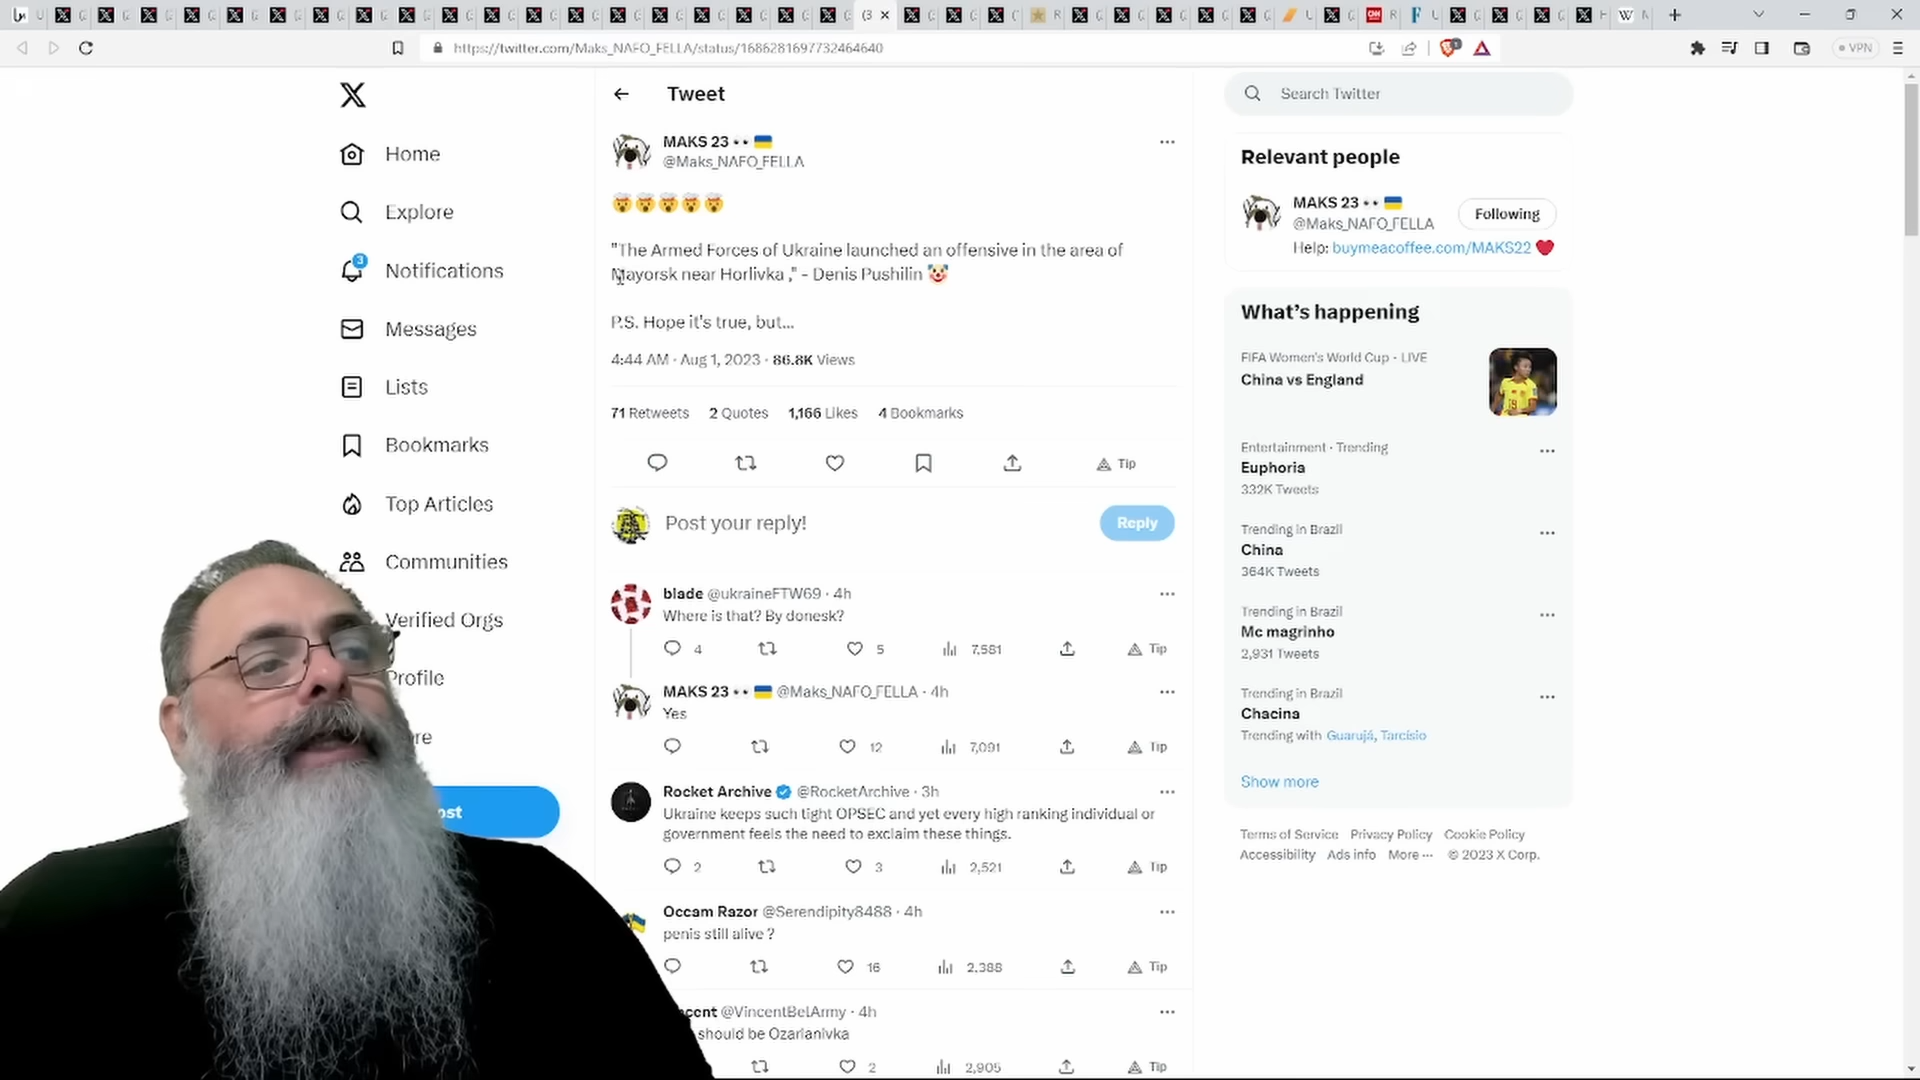 https://twitter.com/Maks_NAFO_FELLA/status/1686281697732464640
VPN
Home
Explore
3
Notifications
Messages
Lists
Bookmarks
Top Articles
Communities
Verified Orgs
Profile
Tweet
MAKS 23 👀 🇺🇦
@Maks_NAFO_FELLA
🤯🤯🤯🤯🤯
"The Armed Forces of Ukraine launched an offensive in the area of
Mayorsk near Horlivka ," - Denis Pushilin 🤡
P.S. Hope it's true, but...
4:44 AM · Aug 1, 2023 · 86.8K Views
71 Retweets 2 Quotes 1,166 Likes 4 Bookmarks
Tip
Post your reply!
Reply
blade @ukraineFTW69 · 4h
Where is that? By donesk?
4 5 7,581 Tip
MAKS 23 👀 🇺🇦 @Maks_NAFO_FELLA · 4h
Yes
12 7,091 Tip
Rocket Archive @RocketArchive · 3h
Ukraine keeps such tight OPSEC and yet every high ranking individual or
government feels the need to exclaim these things.
2 3 2,521 Tip
Occam Razor @Serendipity8488 · 4h
penis still alive ?
16 2,388 Tip
@VincentBelArmy · 4h
should be Ozarianivka
2 2,905 Tip
Search Twitter
Relevant people
MAKS 23 👀 🇺🇦
@Maks_NAFO_FELLA
Following
Help: buymeacoffee.com/MAKS22 ❤️
What's happening
FIFA Women's World Cup · LIVE
China vs England
Entertainment · Trending
Euphoria
332K Tweets
Trending in Brazil
China
364K Tweets
Trending in Brazil
Mc magrinho
2,931 Tweets
Trending in Brazil
Chacina
Trending with Guarujá, Tarcísio
Show more
Terms of Service Privacy Policy Cookie Policy
Accessibility Ads info More ··· © 2023 X Corp.